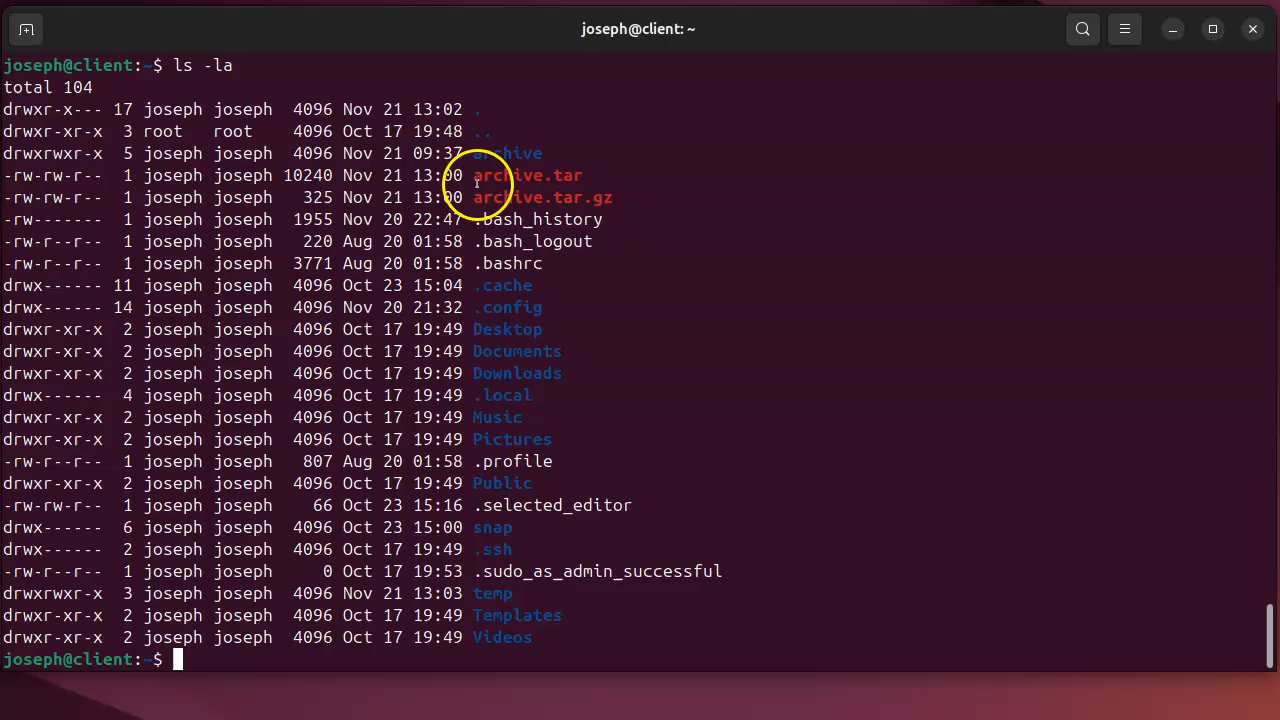 joseph@client: ~
joseph@client:~$ ls -la
total 104
drwxr-x--- 17 joseph joseph  4096 Nov 21 13:02 .
drwxr-xr-x  3 root   root    4096 Oct 17 19:48 ..
drwxrwxr-x  5 joseph joseph  4096 Nov 21 09:37 archive
-rw-rw-r--  1 joseph joseph 10240 Nov 21 13:00 archive.tar
-rw-rw-r--  1 joseph joseph   325 Nov 21 13:00 archive.tar.gz
-rw-------  1 joseph joseph  1955 Nov 20 22:47 .bash_history
-rw-r--r--  1 joseph joseph   220 Aug 20 01:58 .bash_logout
-rw-r--r--  1 joseph joseph  3771 Aug 20 01:58 .bashrc
drwx------ 11 joseph joseph  4096 Oct 23 15:04 .cache
drwx------ 14 joseph joseph  4096 Nov 20 21:32 .config
drwxr-xr-x  2 joseph joseph  4096 Oct 17 19:49 Desktop
drwxr-xr-x  2 joseph joseph  4096 Oct 17 19:49 Documents
drwxr-xr-x  2 joseph joseph  4096 Oct 17 19:49 Downloads
drwx------  4 joseph joseph  4096 Oct 17 19:49 .local
drwxr-xr-x  2 joseph joseph  4096 Oct 17 19:49 Music
drwxr-xr-x  2 joseph joseph  4096 Oct 17 19:49 Pictures
-rw-r--r--  1 joseph joseph   807 Aug 20 01:58 .profile
drwxr-xr-x  2 joseph joseph  4096 Oct 17 19:49 Public
-rw-rw-r--  1 joseph joseph    66 Oct 23 15:16 .selected_editor
drwx------  6 joseph joseph  4096 Oct 23 15:00 snap
drwx------  2 joseph joseph  4096 Oct 17 19:49 .ssh
-rw-r--r--  1 joseph joseph     0 Oct 17 19:53 .sudo_as_admin_successful
drwxrwxr-x  3 joseph joseph  4096 Nov 21 13:03 temp
drwxr-xr-x  2 joseph joseph  4096 Oct 17 19:49 Templates
drwxr-xr-x  2 joseph joseph  4096 Oct 17 19:49 Videos
joseph@client:~$